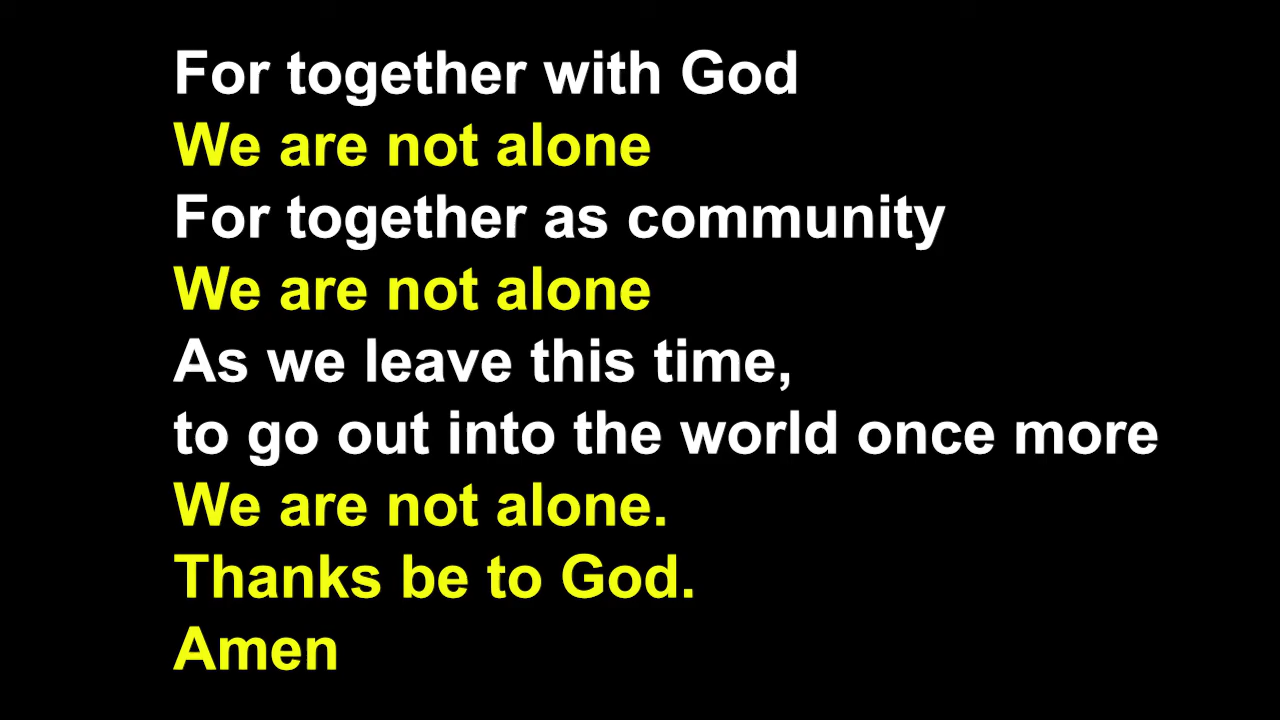 For together with God
We are not alone
For together as community
We are not alone
As we leave this time,
to go out into the world once more
We are not alone.
Thanks be to God.
Amen